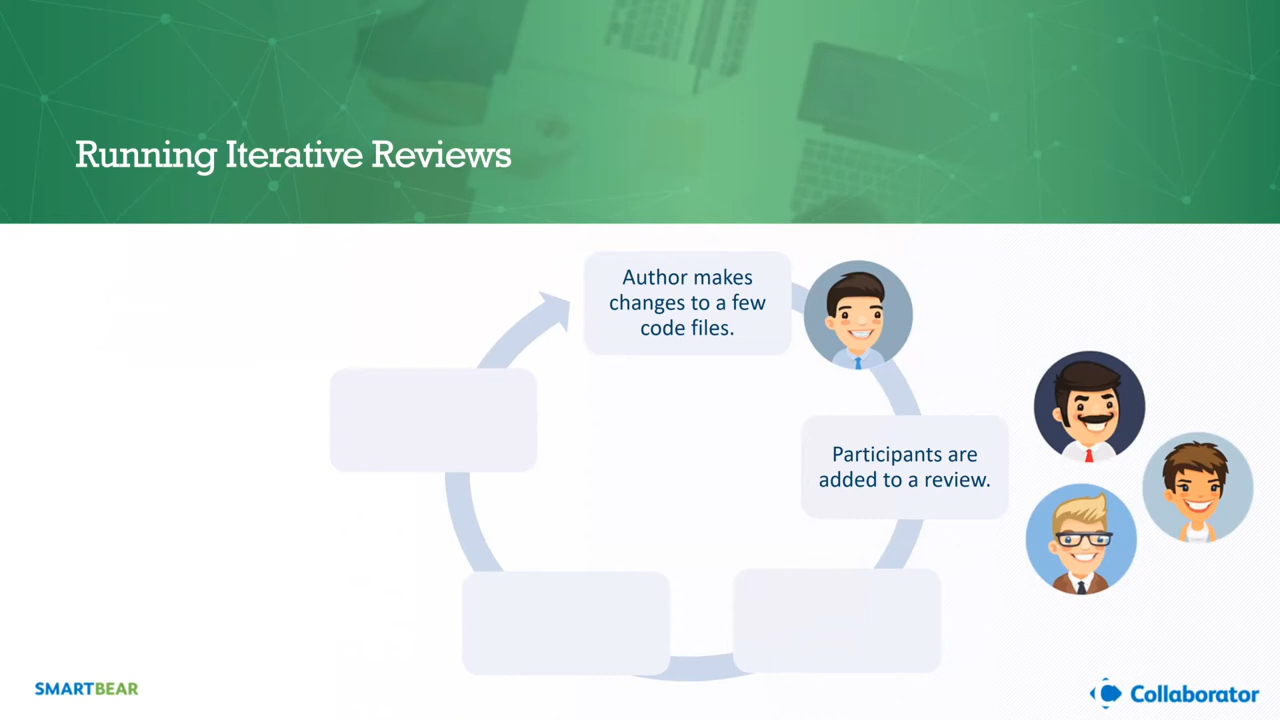 Running Iterative Reviews
Author makes
changes to a few
code files.
Participants are
added to a review.
SMARTBEAR
Collaborator